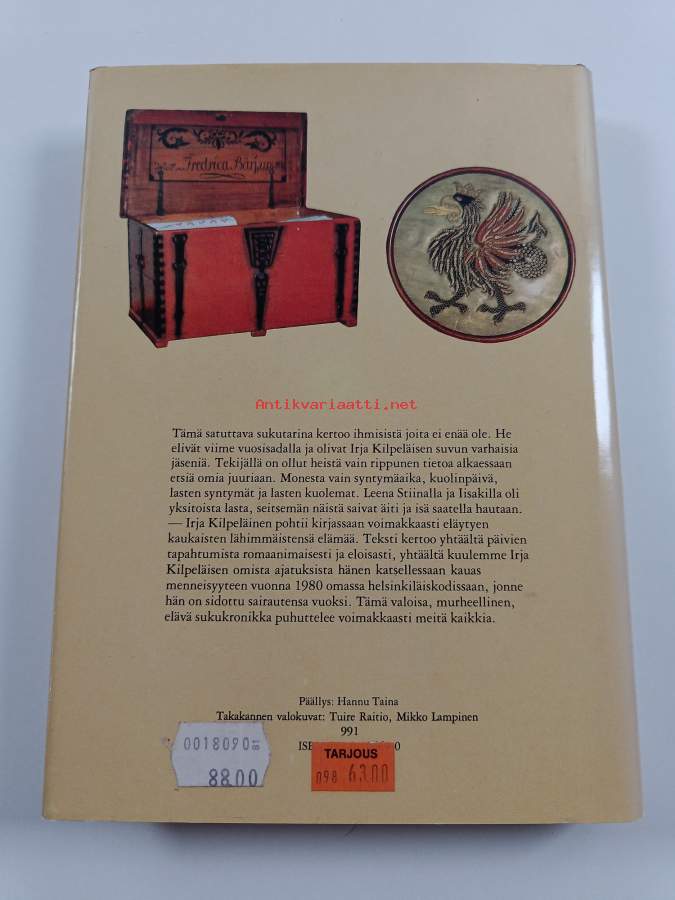 Fredrica Barj
Antikvariaatti.net
Tämä satuttava sukutarina kertoo ihmisistä joita ei enää ole. He
elivät viime vuosisadalla ja olivat Irja Kilpeläisen suvun varhaisia
jäseniä. Tekijällä on ollut heistä vain rippunen tietoa alkaessaan
etsiä omia juuriaan. Monesta vain syntymäaika, kuolinpäivä,
lasten syntymät ja lasten kuolemat. Leena Stiinalla ja Iisakilla oli
yksitoista lasta, seitsemän näistä saivat äiti ja isä saatella hautaan.
— Irja Kilpeläinen pohtii kirjassaan voimakkaasti eläytyen
kaukaisten lähimmäistensä elämää. Teksti kertoo yhtäältä päivien
tapahtumista romaanimaisesti ja eloisasti, yhtäältä kuulemme Irja
Kilpeläisen omista ajatuksista hänen katsellessaan kauas
menneisyyteen vuonna 1980 omassa helsinkiläiskodissaan, jonne
hän on sidottu sairautensa vuoksi. Tämä valoisa, murheellinen,
elävä sukukronikka puhuttelee voimakkaasti meitä kaikkia.
Päällys: Hannu Taina
Takakannen valokuvat: Tuire Raitio, Mikko Lampinen
991
0018090
88.00
TARJOUS
098 63.00